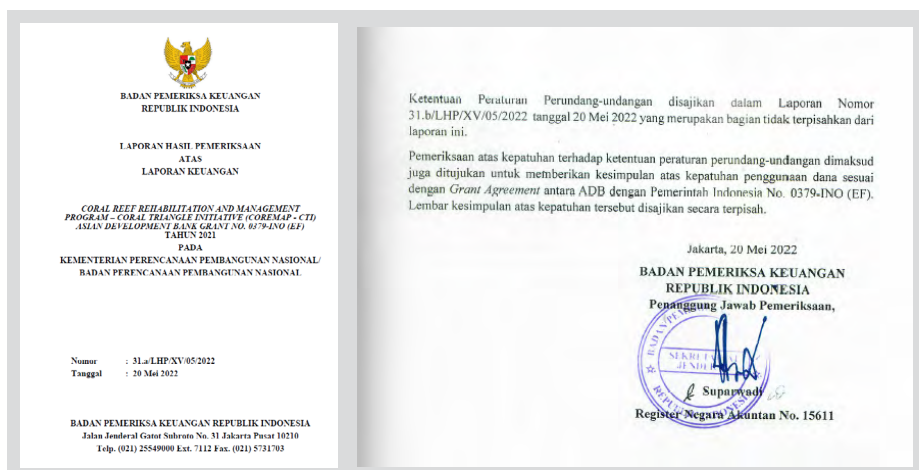 BADAN PEMERIKSA KEUANGAN
REPUBLIK INDONESIA
LAPORAN HASIL PEMERIKSAAN
ATAS
LAPORAN KEUANGAN
CORAL REEF REHABILITATION AND MANAGEMENT
PROGRAM – CORAL TRIANGLE INITIATIVE (COREMAP - CTI)
ASIAN DEVELOPMENT BANK GRANT NO. 0379-INO (EF)
TAHUN 2021
PADA
KEMENTERIAN PERENCANAAN PEMBANGUNAN NASIONAL/
BADAN PERENCANAAN PEMBANGUNAN NASIONAL
Nomor : 31.a/LHP/XV/05/2022
Tanggal : 20 Mei 2022
BADAN PEMERIKSA KEUANGAN REPUBLIK INDONESIA
Jalan Jenderal Gatot Subroto No. 31 Jakarta Pusat 10210
Telp. (021) 25549000 Ext. 7112 Fax. (021) 5731703
Ketentuan Peraturan Perundang-undangan disajikan dalam Laporan Nomor
31.b/LHP/XV/05/2022 tanggal 20 Mei 2022 yang merupakan bagian tidak terpisahkan dari
laporan ini.
Pemeriksaan atas kepatuhan terhadap ketentuan peraturan perundang-undangan dimaksud
juga ditujukan untuk memberikan kesimpulan atas kepatuhan penggunaan dana sesuai
dengan Grant Agreement antara ADB dengan Pemerintah Indonesia No. 0379-INO (EF).
Lembar kesimpulan atas kepatuhan tersebut disajikan secara terpisah.
Jakarta, 20 Mei 2022
BADAN PEMERIKSA KEUANGAN
REPUBLIK INDONESIA
Penanggung Jawab Pemeriksaan,
Suparwadi
Register Negara Akuntan No. 15611